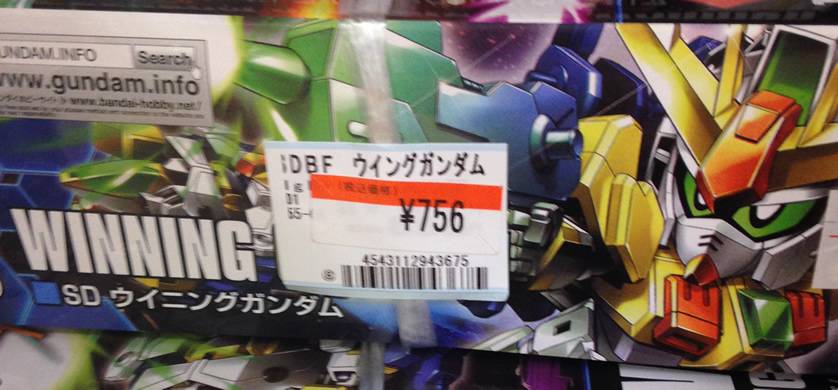 UNDAM.INFO Search
www.gundam.info
www.bandai-hobby.net/
DBF ウイングガンダム
(税込価格)
¥756
4543112943675
WINNING
SD ウイニングガンダム